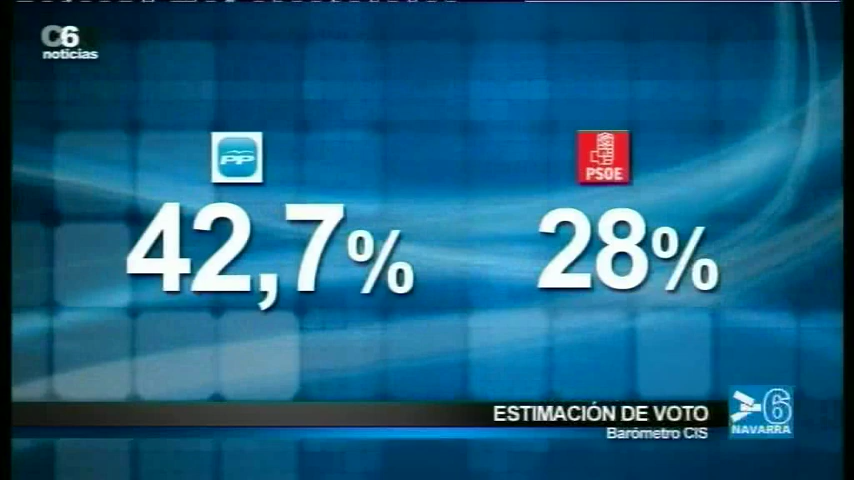 C6
noticias
PP
PSOE
42,7%
28%
ESTIMACIÓN DE VOTO
Barómetro CIS
6
NAVARRA